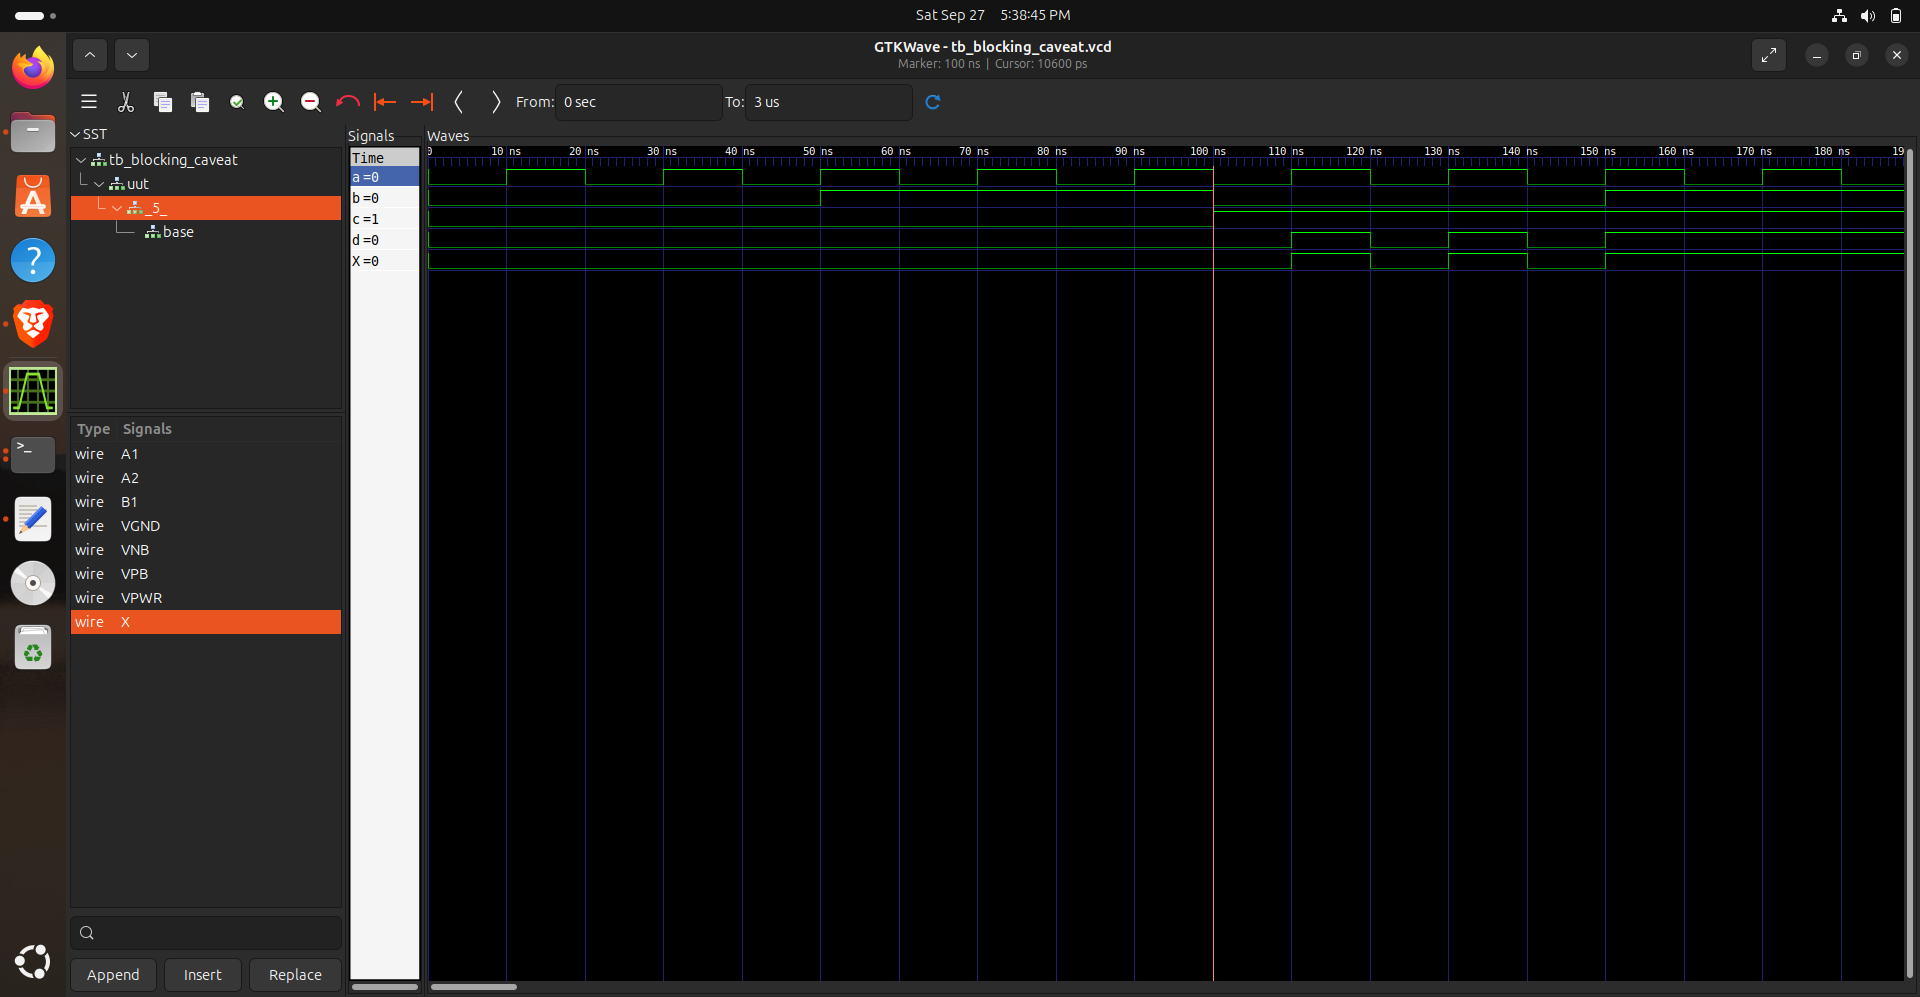 Sat Sep 27 5:38:45 PM
GTKWave - tb_blocking_caveat.vcd
Marker: 100 ns | Cursor: 10600 ps
From: 0 sec To: 3 us
SST
tb_blocking_caveat
uut
_5_
base
Type Signals
wire A1
wire A2
wire B1
wire VGND
wire VNB
wire VPB
wire VPWR
wire X
Append Insert Replace
Signals
Time
a=0
b=0
c=1
d=0
X=0
Waves
0 10 ns 20 ns 30 ns 40 ns 50 ns 60 ns 70 ns 80 ns 90 ns 100 ns 110 ns 120 ns 130 ns 140 ns 150 ns 160 ns 170 ns 180 ns 19